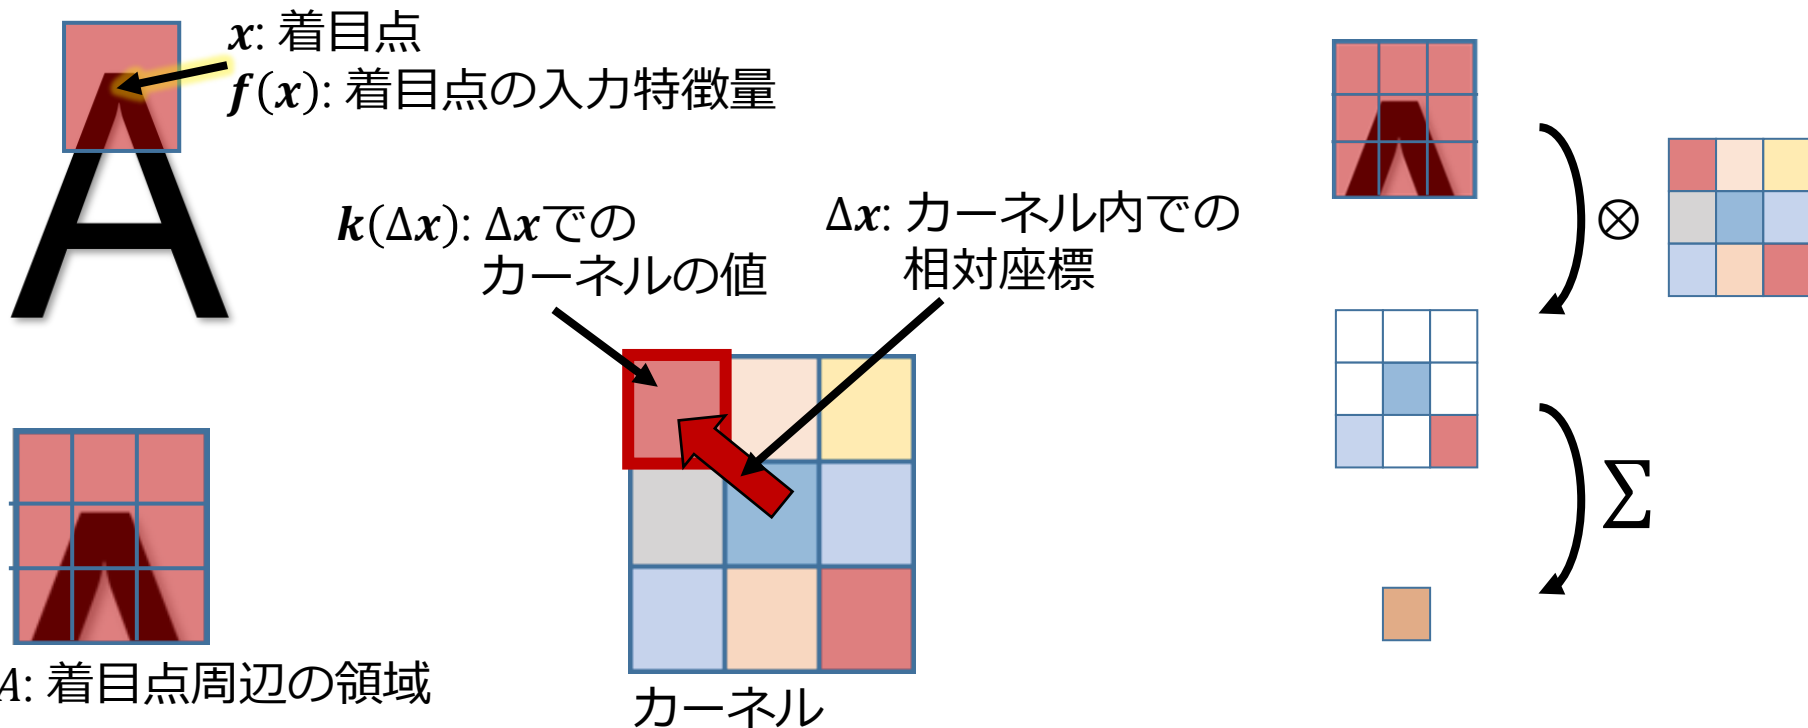 x: 着目点
f(x): 着目点の入力特徴量
k(Δx): Δxでの
カーネルの値
Δx: カーネル内での
相対座標
A: 着目点周辺の領域
カーネル
⊗
∑